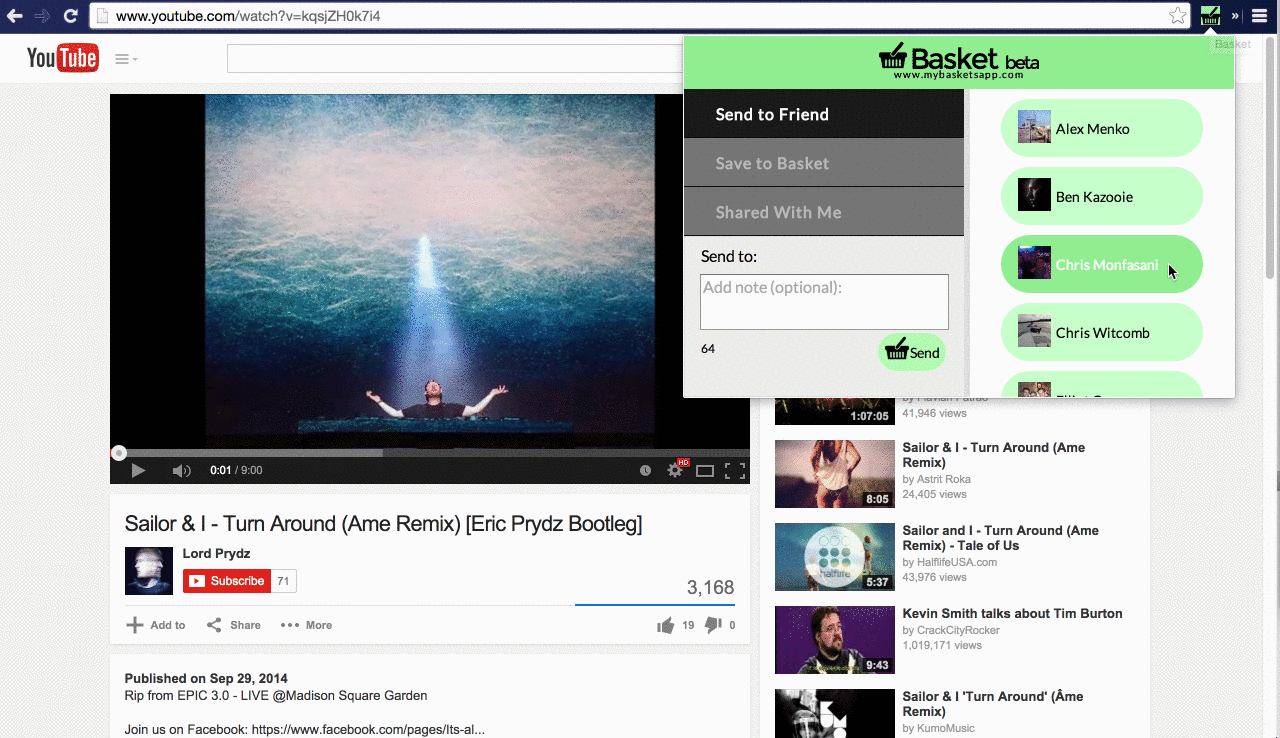 www.youtube.com/watch?v=kqsjZH0k7i4
»
Basket
YouTube
Basket beta
www.mybasketsapp.com
Send to Friend
Save to Basket
Shared With Me
Send to:
Add note (optional):
64
Send
Alex Menko
Ben Kazooie
Chris Monfasani
Chris Witcomb
0:01 / 9:00
HD
Sailor & I - Turn Around (Ame Remix) [Eric Prydz Bootleg]
Lord Prydz
Subscribe 71
3,168
Add to Share More
19 0
Published on Sep 29, 2014
Rip from EPIC 3.0 - LIVE @Madison Square Garden
Join us on Facebook: https://www.facebook.com/pages/Its-al...
1:07:05
41,946 views
8:05
Sailor & I - Turn Around (Ame
Remix)
by Astrit Roka
24,405 views
halflife
5:37
Sailor and I - Turn Around (Ame
Remix) - Tale of Us
by HalflifeUSA.com
43,976 views
9:43
Kevin Smith talks about Tim Burton
by CrackCityRocker
1,019,171 views
Sailor & I 'Turn Around' (Âme
Remix)
by KumoMusic